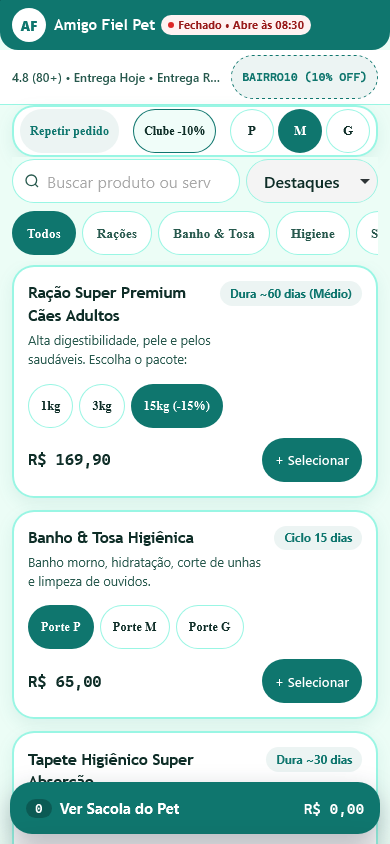 AF Amigo Fiel Pet Fechado • Abre às 08:30
4.8 (80+) • Entrega Hoje • Entrega R... BAIRRO10 (10% OFF)
Repetir pedido Clube -10% P M G
Buscar produto ou serv Destaques
Todos Rações Banho & Tosa Higiene S
Ração Super Premium Dura ~60 dias (Médio)
Cães Adultos
Alta digestibilidade, pele e pelos
saudáveis. Escolha o pacote:
1kg 3kg 15kg (-15%)
R$ 169,90 + Selecionar
Banho & Tosa Higiênica Ciclo 15 dias
Banho morno, hidratação, corte de unhas
e limpeza de ouvidos.
Porte P Porte M Porte G
R$ 65,00 + Selecionar
Tapete Higiênico Super Dura ~30 dias
Absorção
0 Ver Sacola do Pet R$ 0,00